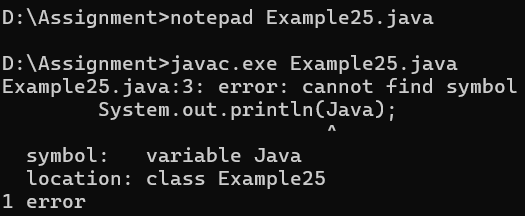 D:\Assignment>notepad Example25.java
D:\Assignment>javac.exe Example25.java
Example25.java:3: error: cannot find symbol
        System.out.println(Java);
                           ^
  symbol:   variable Java
  location: class Example25
1 error